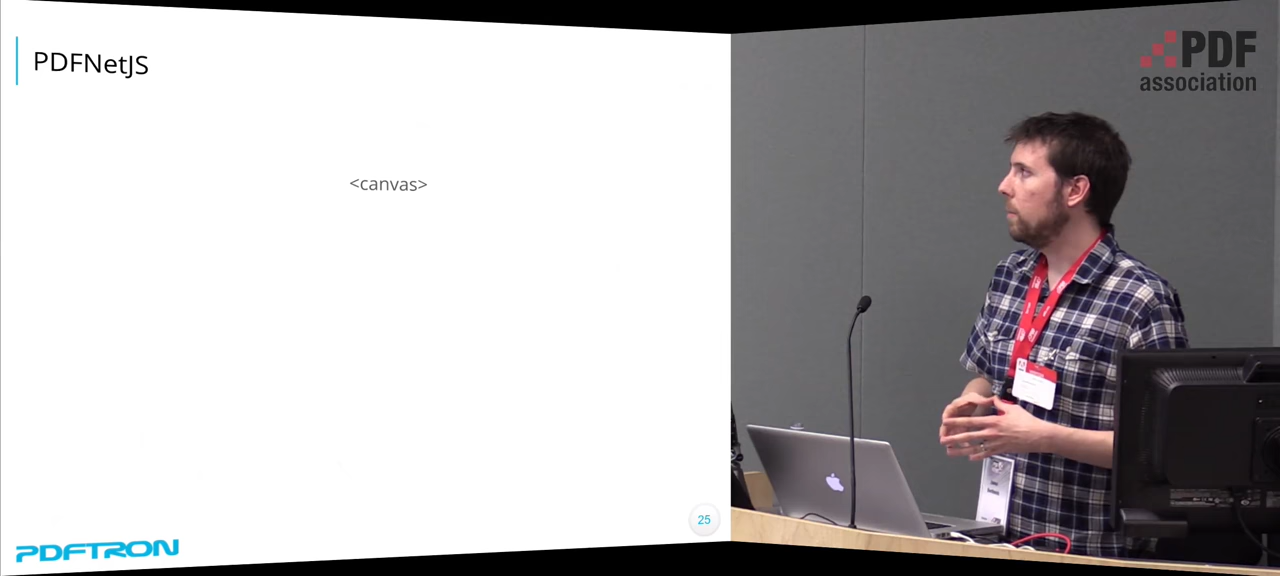 PDFNetJS
<canvas>
25
PDFTRON
PDF
association